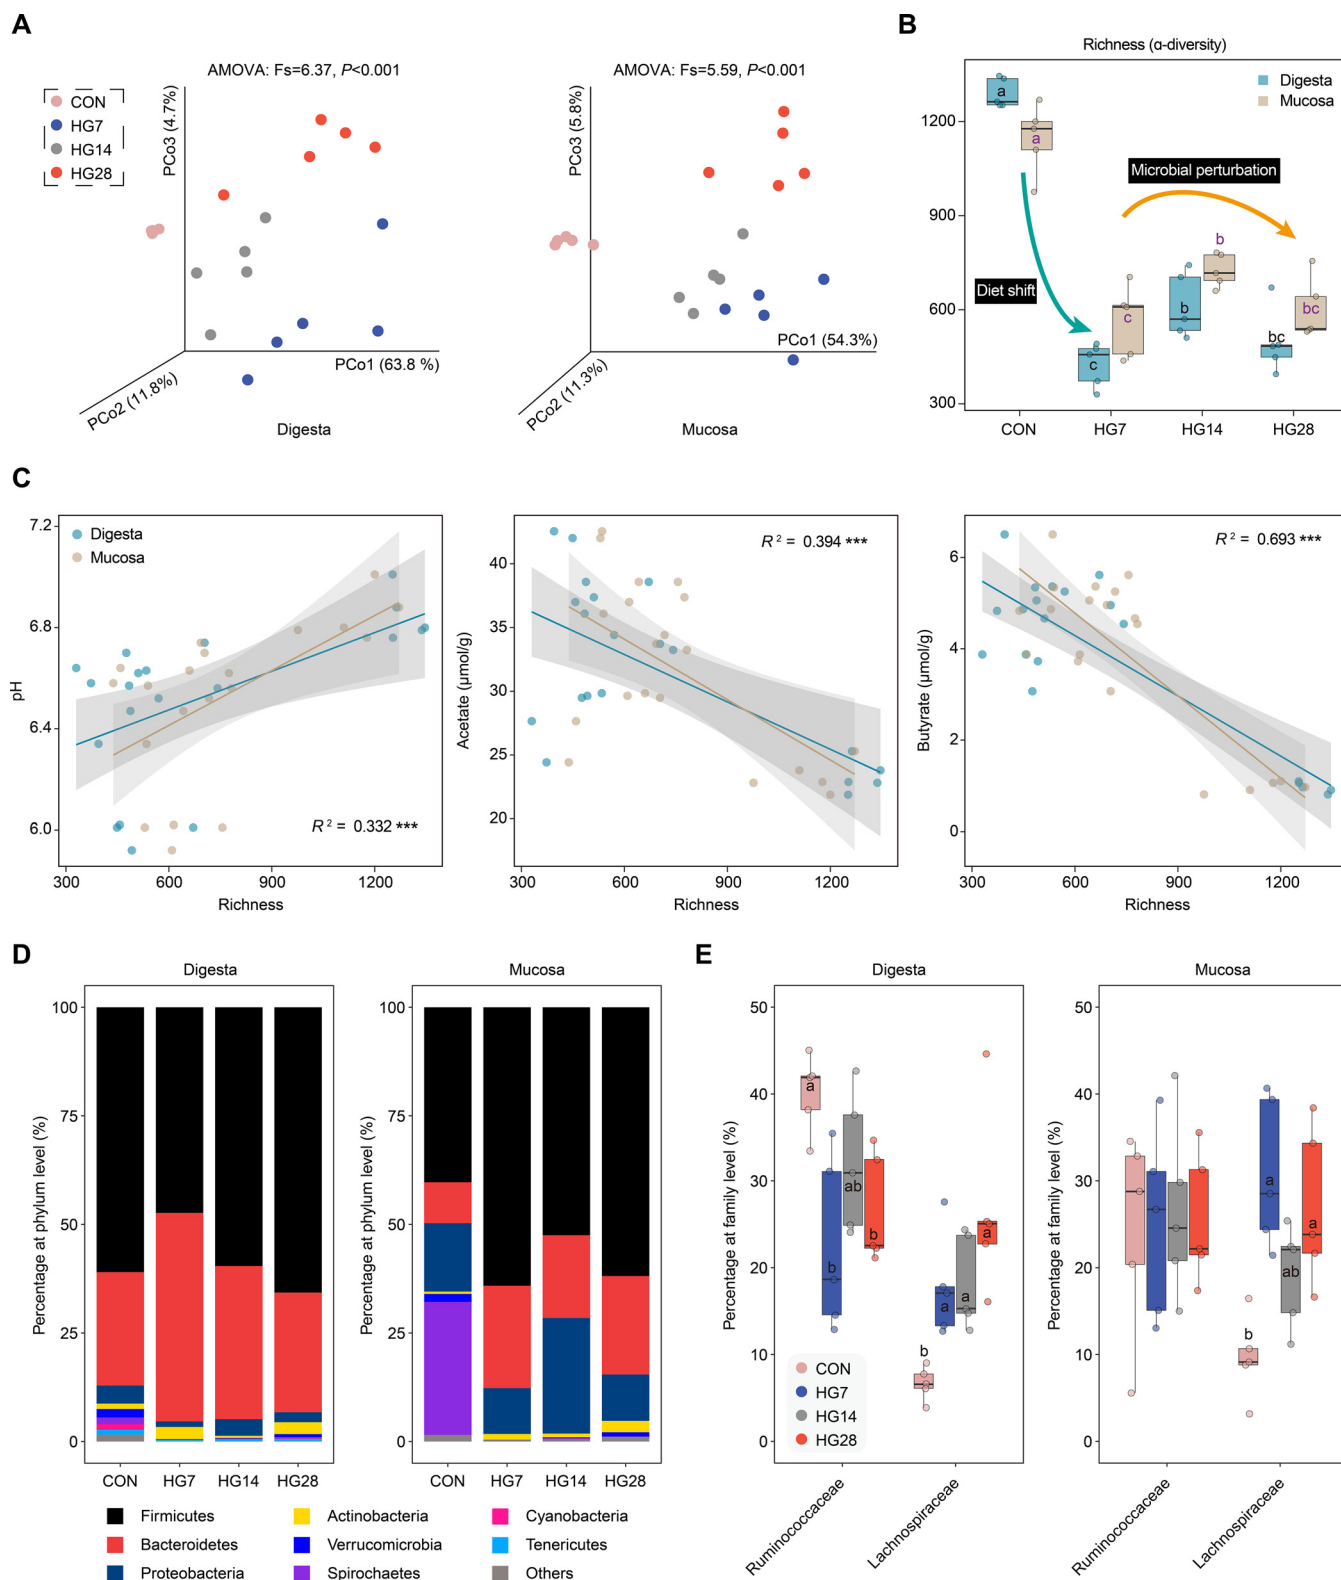 A
AMOVA: Fs=6.37, P<0.001
CON
HG7
HG14
HG28
PCo3 (4.7%)
PCo1 (63.8 %)
PCo2 (11.8%)
Digesta
AMOVA: Fs=5.59, P<0.001
PCo3 (5.8%)
PCo1 (54.3%)
PCo2 (11.3%)
Mucosa
B
Richness (α-diversity)
Digesta
Mucosa
1200
900
600
300
a
a
Microbial perturbation
Diet shift
c
c
b
b
bc
bc
CON
HG7
HG14
HG28
C
pH
7.2
6.8
6.4
6.0
Digesta
Mucosa
R² = 0.332 ***
300
600
900
1200
Richness
Acetate (μmol/g)
40
35
30
25
20
R² = 0.394 ***
300
600
900
1200
Richness
Butyrate (μmol/g)
6
4
2
0
R² = 0.693 ***
300
600
900
1200
Richness
D
Digesta
Percentage at phylum level (%)
100
75
50
25
0
CON
HG7
HG14
HG28
Mucosa
Percentage at phylum level (%)
100
75
50
25
0
CON
HG7
HG14
HG28
Firmicutes
Bacteroidetes
Proteobacteria
Actinobacteria
Verrucomicrobia
Spirochaetes
Cyanobacteria
Tenericutes
Others
E
Digesta
Percentage at family level (%)
50
40
30
20
10
0
a
b
ab
b
b
a
a
a
CON
HG7
HG14
HG28
Ruminococcaceae
Lachnospiraceae
Mucosa
Percentage at family level (%)
50
40
30
20
10
0
b
a
ab
a
Ruminococcaceae
Lachnospiraceae